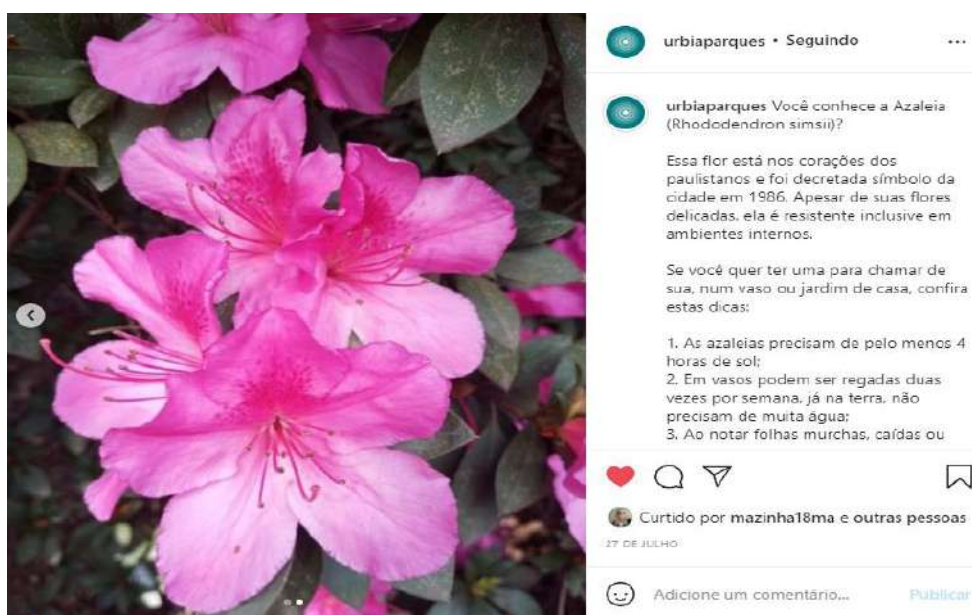 urbiaparques • Seguindo
...
urbiaparques Você conhece a Azaleia
(Rhododendron simsii)?
Essa flor está nos corações dos
paulistanos e foi decretada símbolo da
cidade em 1986. Apesar de suas flores
delicadas, ela é resistente inclusive em
ambientes internos.
Se você quer ter uma para chamar de
sua, num vaso ou jardim de casa, confira
estas dicas:
1. As azaleias precisam de pelo menos 4
horas de sol;
2. Em vasos podem ser regadas duas
vezes por semana, já na terra, não
precisam de muita água;
3. Ao notar folhas murchas, caídas ou
Curtido por mazinha18ma e outras pessoas
27 DE JULHO
Adicione um comentário...
Publicar